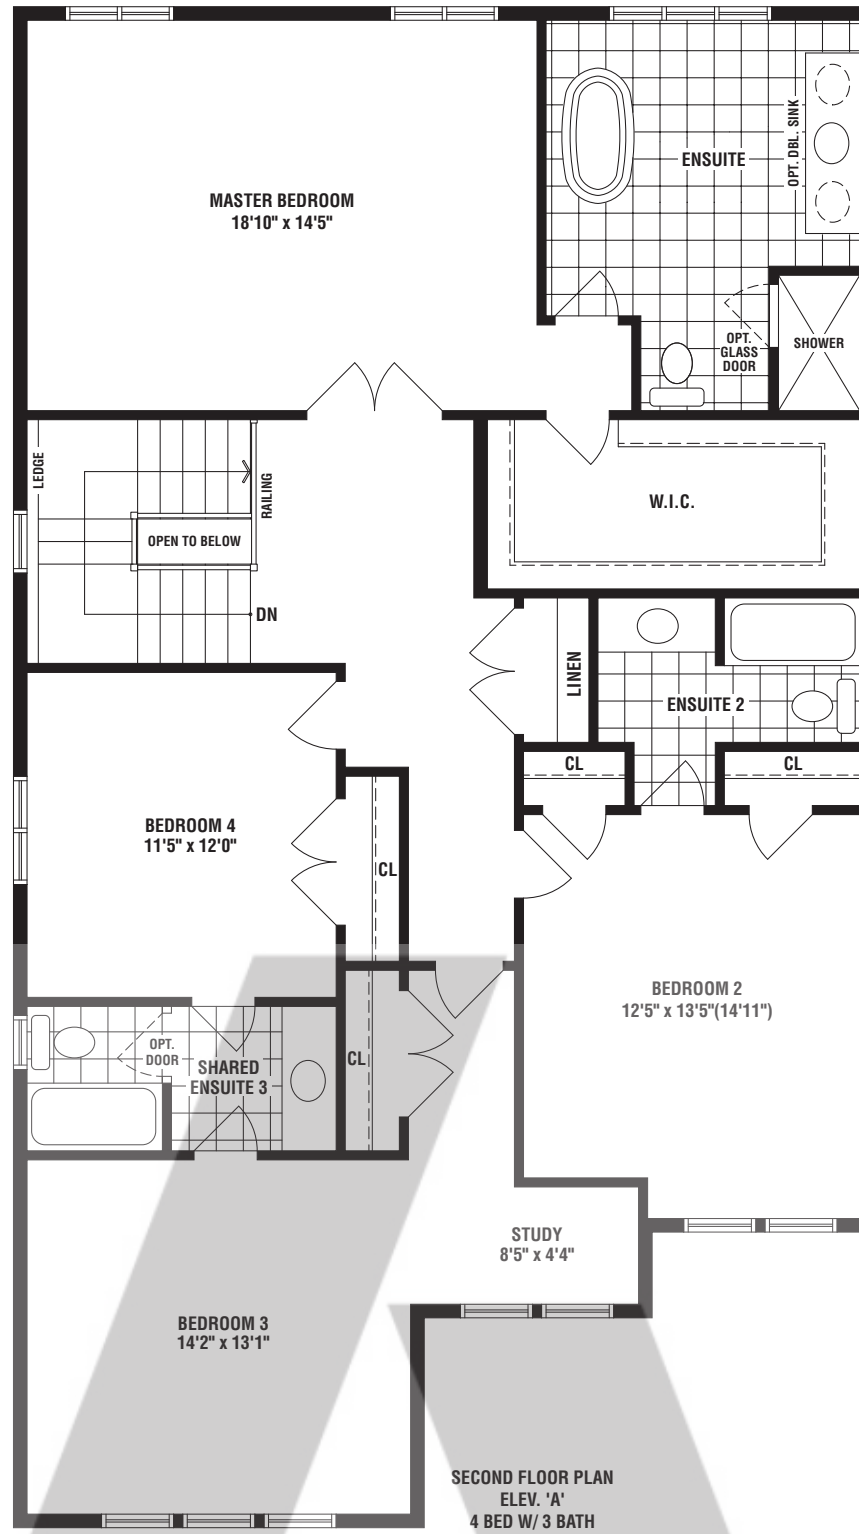 MASTER BEDROOM
18'10" x 14'5"
ENSUITE
OPT. DBL. SINK
OPT.
GLASS
DOOR
SHOWER
LEDGE
RAILING
OPEN TO BELOW
DN
W.I.C.
LINEN
ENSUITE 2
CL
CL
BEDROOM 4
11'5" x 12'0"
CL
BEDROOM 2
12'5" x 13'5"(14'11")
OPT.
DOOR
SHARED
ENSUITE 3
CL
STUDY
8'5" x 4'4"
BEDROOM 3
14'2" x 13'1"
SECOND FLOOR PLAN
ELEV. 'A'
4 BED W/ 3 BATH